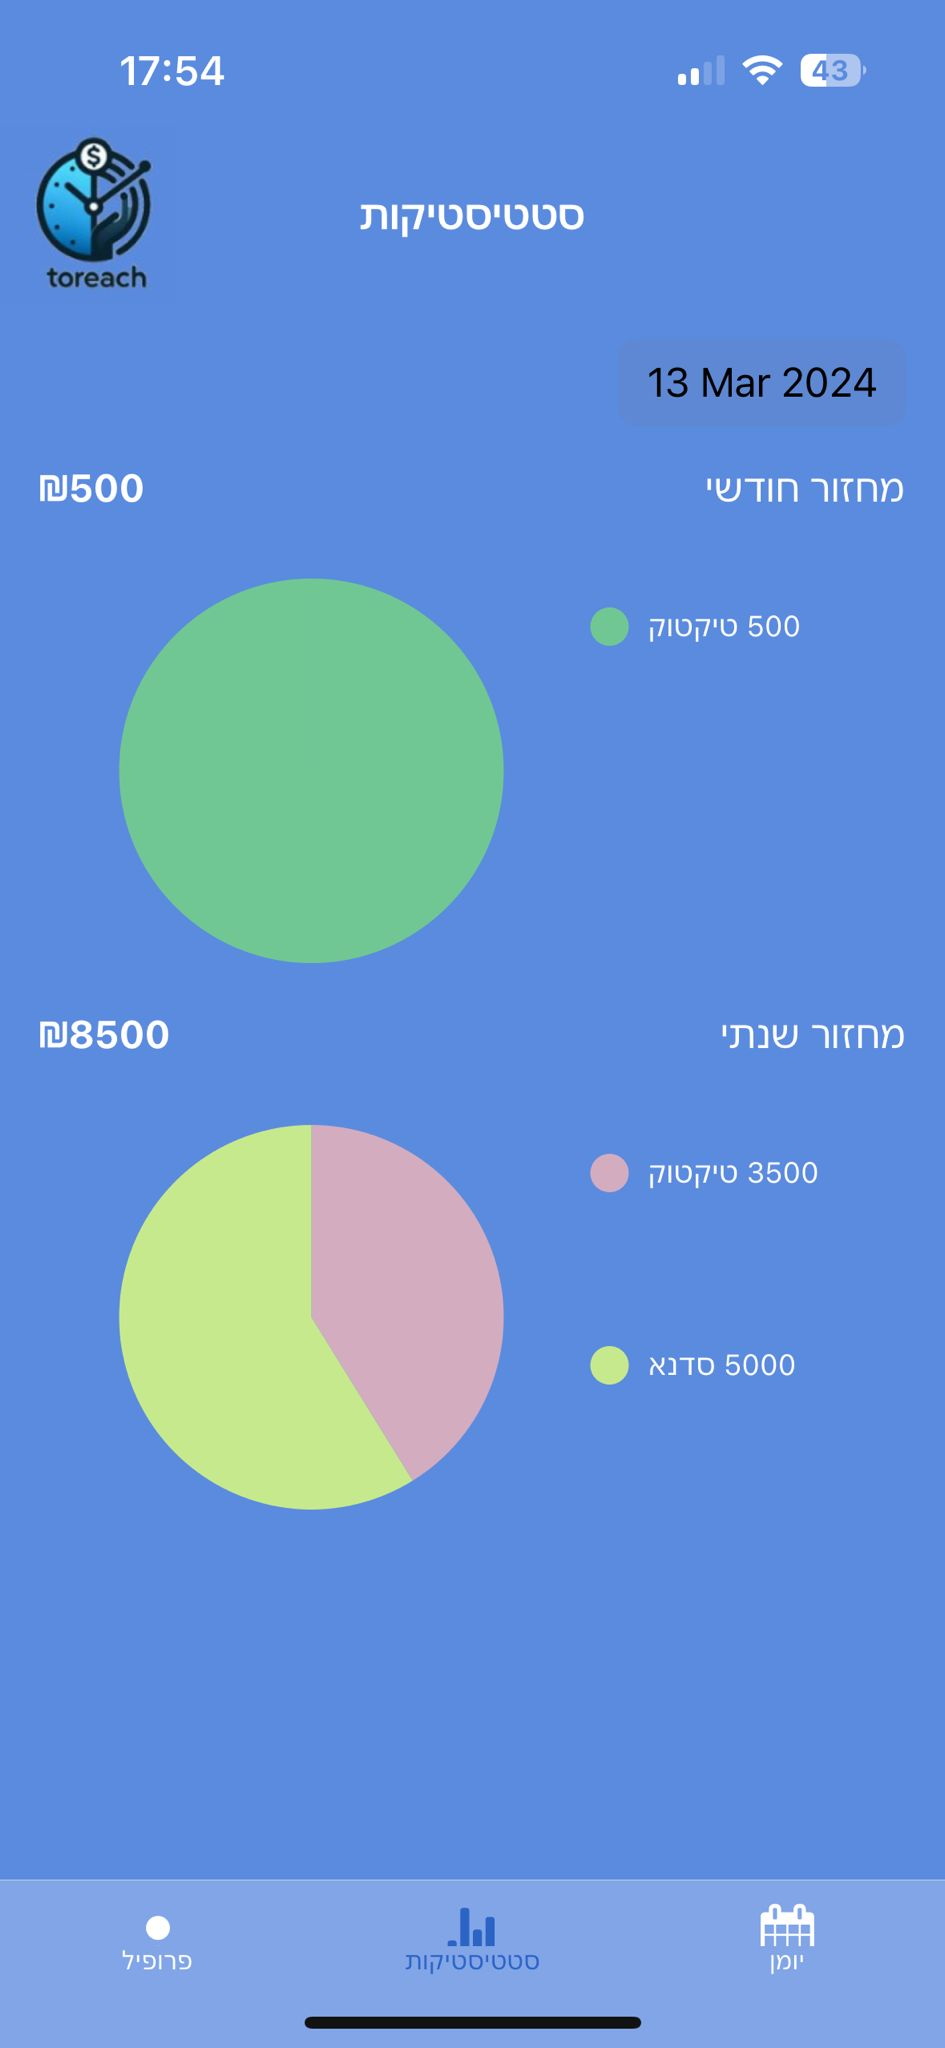 17:54
43
$
toreach
סטטיסטיקות
13 Mar 2024
מחזור חודשי
₪500
500 טיקטוק
מחזור שנתי
₪8500
3500 טיקטוק
5000 סדנא
יומן
סטטיסטיקות
פרופיל